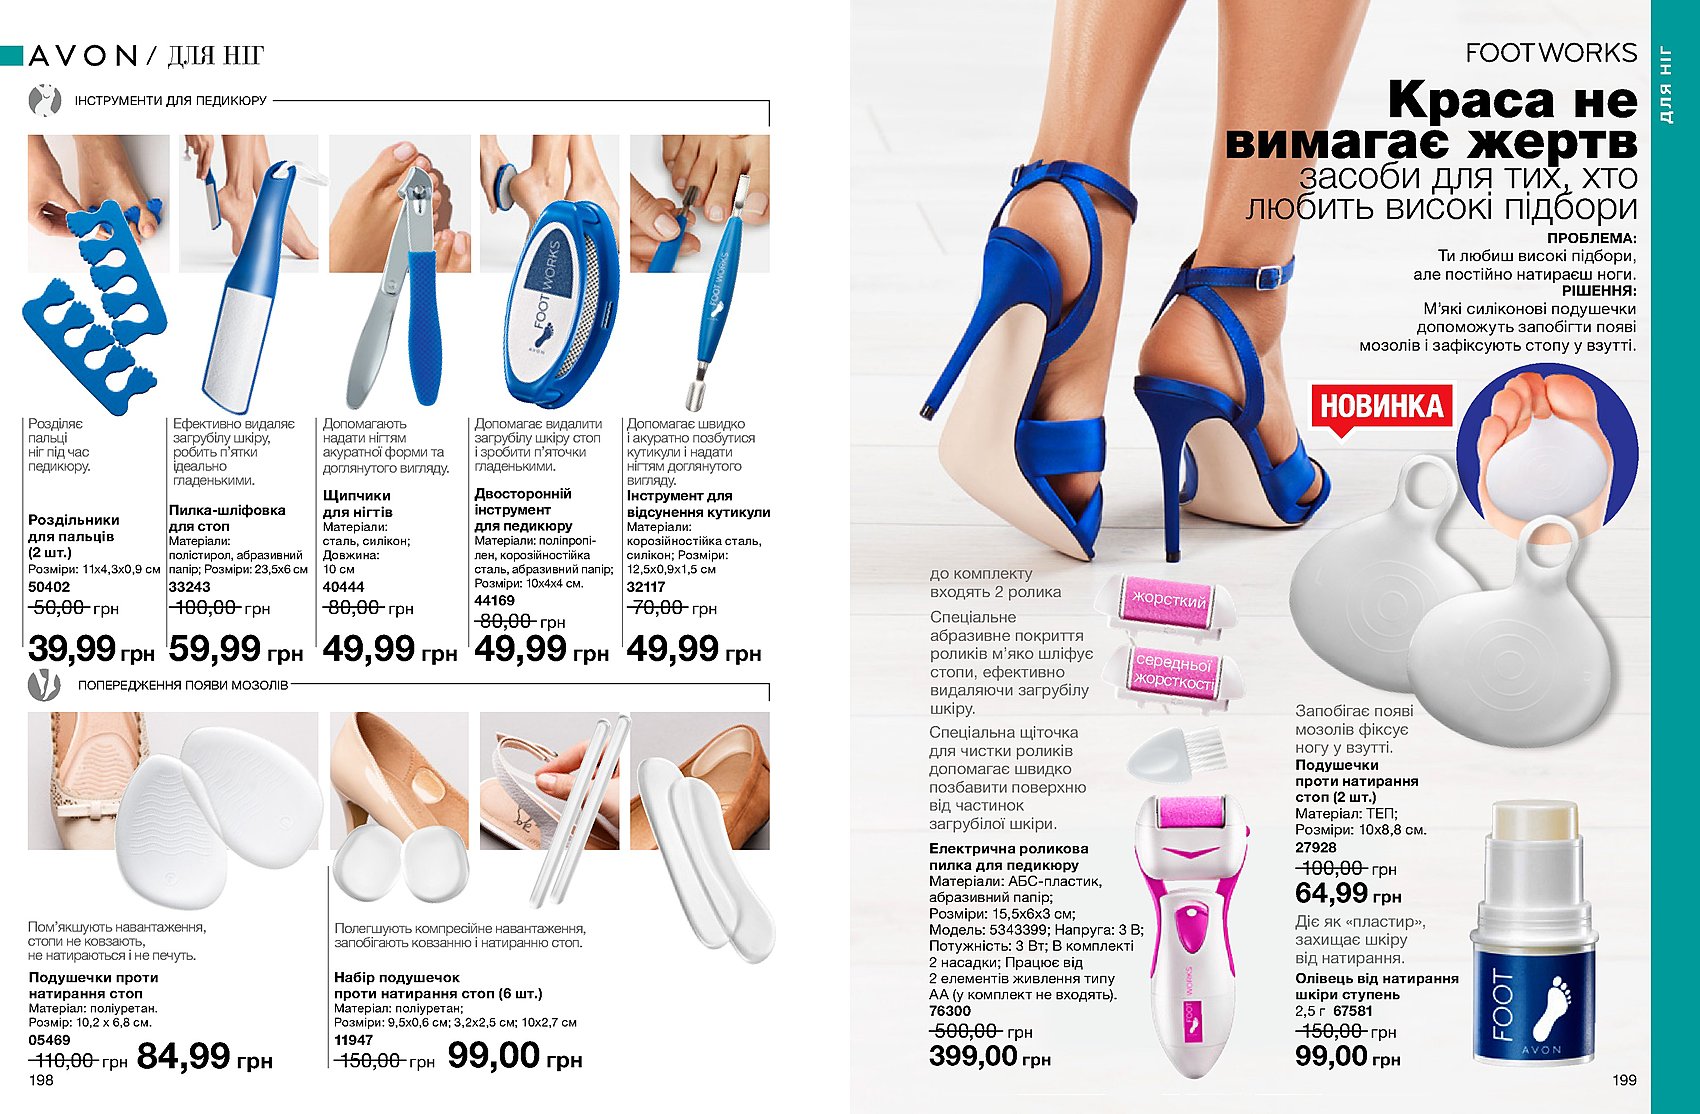 AVON / ДЛЯ НІГ
ІНСТРУМЕНТИ ДЛЯ ПЕДИКЮРУ
FOOT WORKS
AVON
FOOT WORKS
Розділяє
пальці
ніг під час
педикюру.
Роздільники
для пальців
(2 шт.)
Розміри: 11х4,3х0,9 см
50402
50,00 грн
39,99 грн
Ефективно видаляє
загрубілу шкіру,
робить п’ятки
ідеально
гладенькими.
Пилка-шліфовка
для стоп
Матеріали:
полістирол, абразивний
папір; Розміри: 23,5х6 см
33243
100,00 грн
59,99 грн
Допомагають
надати нігтям
акуратної форми та
доглянутого вигляду.
Щипчики
для нігтів
Матеріали:
сталь, силікон;
Довжина:
10 см
40444
80,00 грн
49,99 грн
Допомагає видалити
загрубілу шкіру стоп
і зробити п’яточки
гладенькими.
Двосторонній
інструмент
для педикюру
Матеріали: поліпропі-
лен, корозійностійка
сталь, абразивний папір;
Розміри: 10х4х4 см.
44169
80,00 грн
49,99 грн
Допомагає швидко
і акуратно позбутися
кутикули і надати
нігтям доглянутого
вигляду.
Інструмент для
відсунення кутикули
Матеріали:
корозійностійка сталь,
силікон; Розміри:
12,5х0,9х1,5 см
32117
70,00 грн
49,99 грн
ПОПЕРЕДЖЕННЯ ПОЯВИ МОЗОЛІВ
Пом’якшують навантаження,
стопи не ковзають,
не натираються і не печуть.
Подушечки проти
натирання стоп
Матеріал: поліуретан.
Розмір: 10,2 х 6,8 см.
05469
110,00 грн 84,99 грн
Полегшують компресійне навантаження,
запобігають ковзанню і натиранню стоп.
Набір подушечок
проти натирання стоп (6 шт.)
Матеріал: поліуретан;
Розміри: 9,5х0,6 см; 3,2х2,5 см; 10х2,7 см
11947
150,00 грн 99,00 грн
198
FOOT WORKS
ДЛЯ НІГ
Краса не
вимагає жертв
засоби для тих, хто
любить високі підбори
ПРОБЛЕМА:
Ти любиш високі підбори,
але постійно натираєш ноги.
РІШЕННЯ:
М’які силіконові подушечки
допоможуть запобігти появі
мозолів і зафіксують стопу у взутті.
НОВИНКА
до комплекту
входять 2 ролика
жорсткий
середньої
жорсткості
Спеціальне
абразивне покриття
роликів м’яко шліфує
стопи, ефективно
видаляючи загрубілу
шкіру.
Спеціальна щіточка
для чистки роликів
допомагає швидко
позбавити поверхню
від частинок
загрубілої шкіри.
Електрична роликова
пилка для педикюру
Матеріали: АБС-пластик,
абразивний папір;
Розміри: 15,5х6х3 см;
Модель: 5343399; Напруга: 3 В;
Потужність: 3 Вт; В комплекті
2 насадки; Працює від
2 елементів живлення типу
АА (у комплект не входять).
76300
500,00 грн
399,00 грн
FOOT WORKS
Запобігає появі
мозолів фіксує
ногу у взутті.
Подушечки
проти натирання
стоп (2 шт.)
Матеріал: ТЕП;
Розміри: 10х8,8 см.
27928
100,00 грн
64,99 грн
Діє як «пластир»,
захищає шкіру
від натирання.
Олівець від натирання
шкіри ступень
2,5 г 67581
150,00 грн
99,00 грн
FOOT
AVON
199